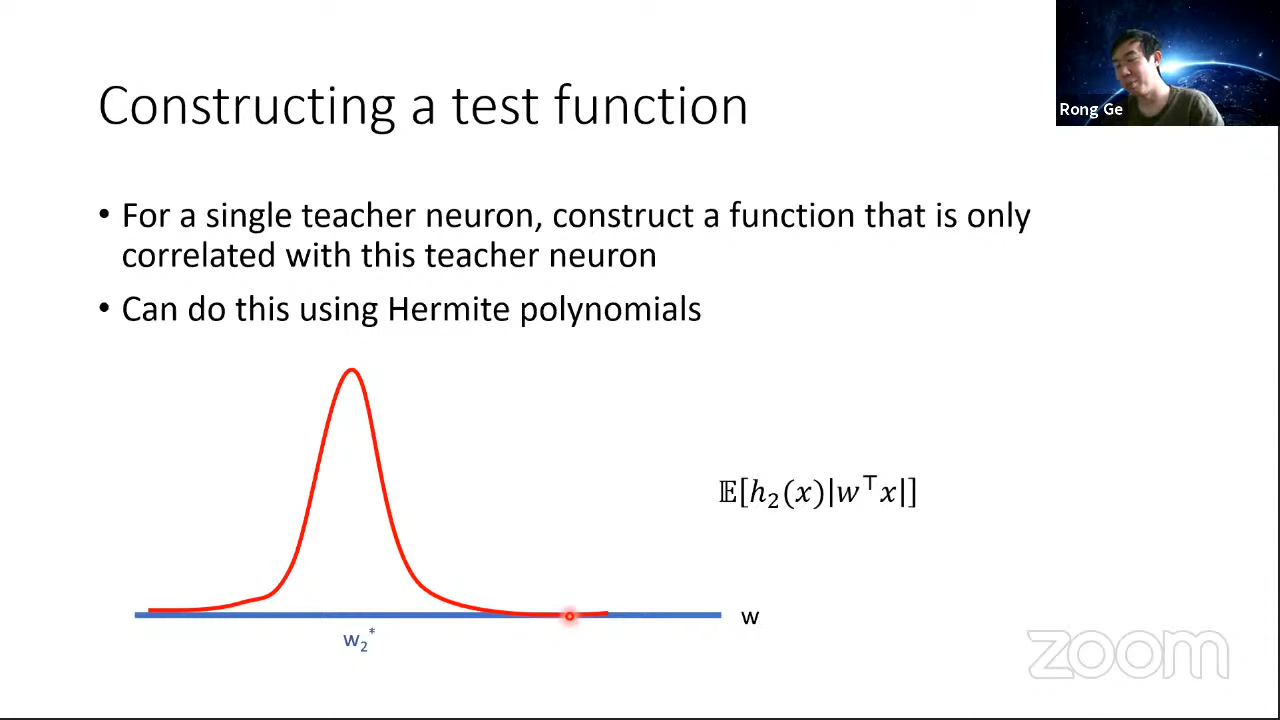 Constructing a test function
Rong Ge
• For a single teacher neuron, construct a function that is only
correlated with this teacher neuron
• Can do this using Hermite polynomials
𝔼[h₂(x)|w⊤x|]
w
w₂*
zoom